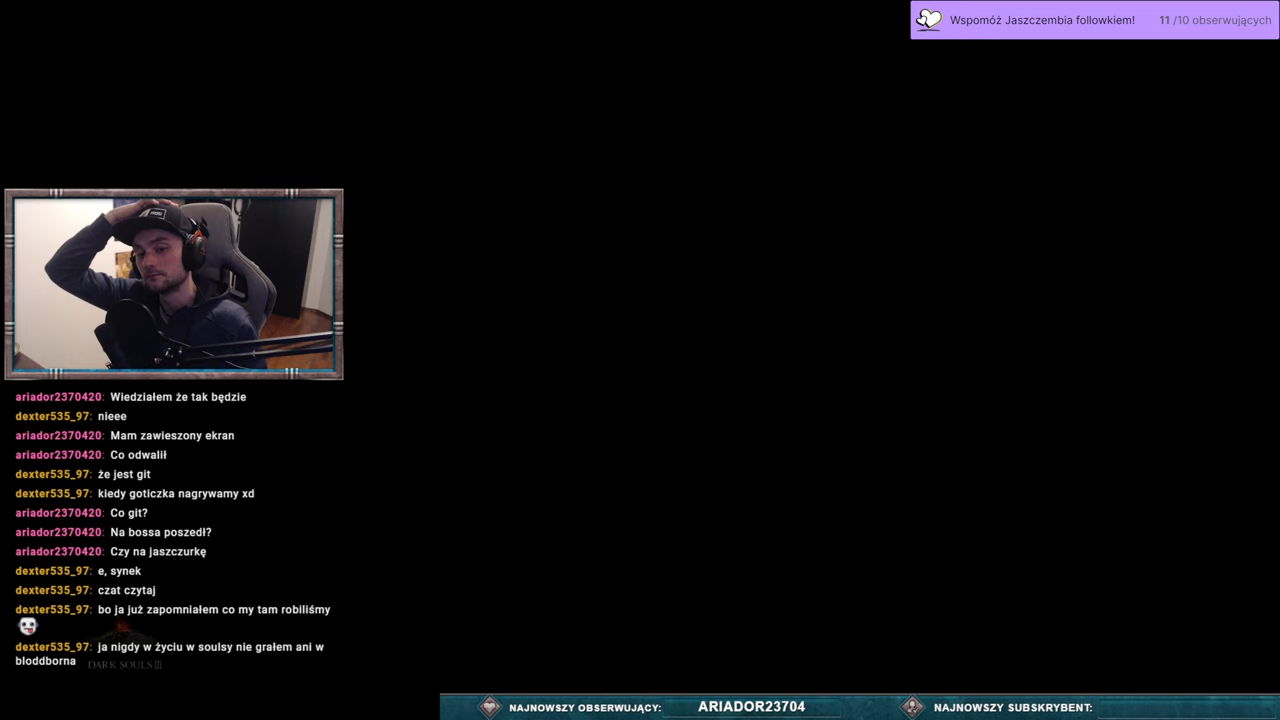 Wspomóż Jaszczembia followkiem! 11 /10 obserwujących
ariador2370420: Wiedziałem że tak będzie
dexter535_97: nieee
ariador2370420: Mam zawieszony ekran
ariador2370420: Co odwalił
dexter535_97: że jest git
dexter535_97: kiedy goticzka nagrywamy xd
ariador2370420: Co git?
ariador2370420: Na bossa poszedł?
ariador2370420: Czy na jaszczurkę
dexter535_97: e, synek
dexter535_97: czat czytaj
dexter535_97: bo ja już zapomniałem co my tam robiliśmy
dexter535_97: ja nigdy w życiu w soulsy nie grałem ani w
bloddborna
DARK SOULS III
NAJNOWSZY OBSERWUJĄCY: ARIADOR23704 NAJNOWSZY SUBSKRYBENT: